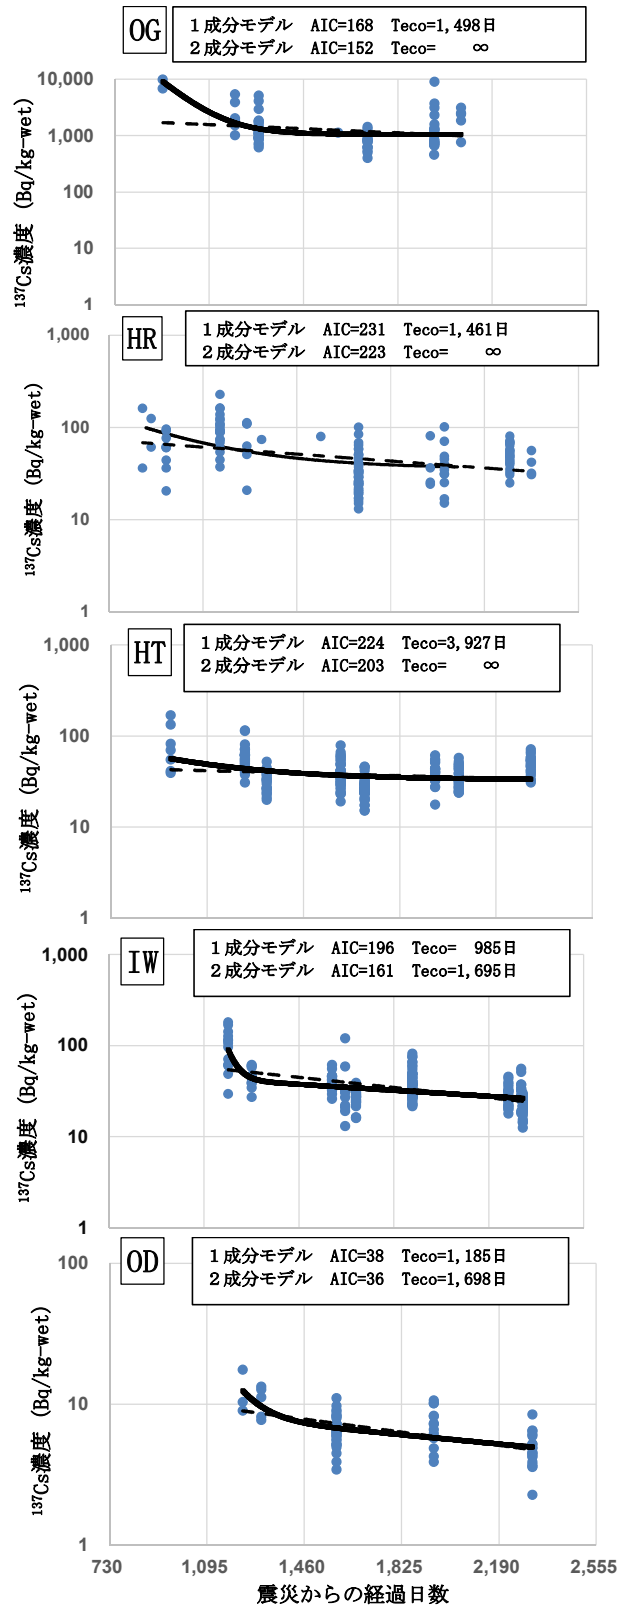 OG
1成分モデル AIC=168 Teco=1,498日
2成分モデル AIC=152 Teco= ∞
10,000
1,000
100
10
1
137Cs濃度 (Bq/kg-wet)
HR
1成分モデル AIC=231 Teco=1,461日
2成分モデル AIC=223 Teco= ∞
1,000
100
10
1
137Cs濃度 (Bq/kg-wet)
HT
1成分モデル AIC=224 Teco=3,927日
2成分モデル AIC=203 Teco= ∞
1,000
100
10
1
137Cs濃度 (Bq/kg-wet)
IW
1成分モデル AIC=196 Teco= 985日
2成分モデル AIC=161 Teco=1,695日
1,000
100
10
1
137Cs濃度 (Bq/kg-wet)
OD
1成分モデル AIC=38 Teco=1,185日
2成分モデル AIC=36 Teco=1,698日
100
10
1
137Cs濃度 (Bq/kg-wet)
730 1,095 1,460 1,825 2,190 2,555
震災からの経過日数